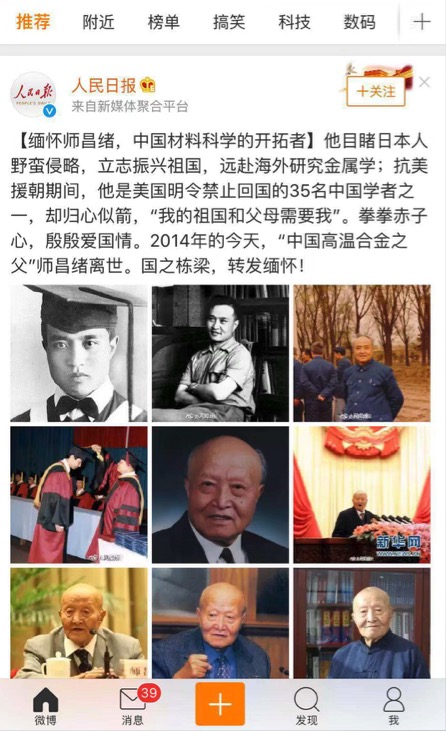 推荐 附近 榜单 搞笑 科技 数码
人民日报
人民日报
来自新媒体聚合平台
十关注
【缅怀师昌绪,中国材料科学的开拓者】他目睹日本人
野蛮侵略,立志振兴祖国,远赴海外研究金属学;抗美
援朝期间,他是美国明令禁止回国的35名中国学者之
一,却归心似箭,“我的祖国和父母需要我”。拳拳赤子
心,殷殷爱国情。2014年的今天,“中国高温合金之
父”师昌绪离世。国之栋梁,转发缅怀!
新华网
39
微博 消息 发现 我